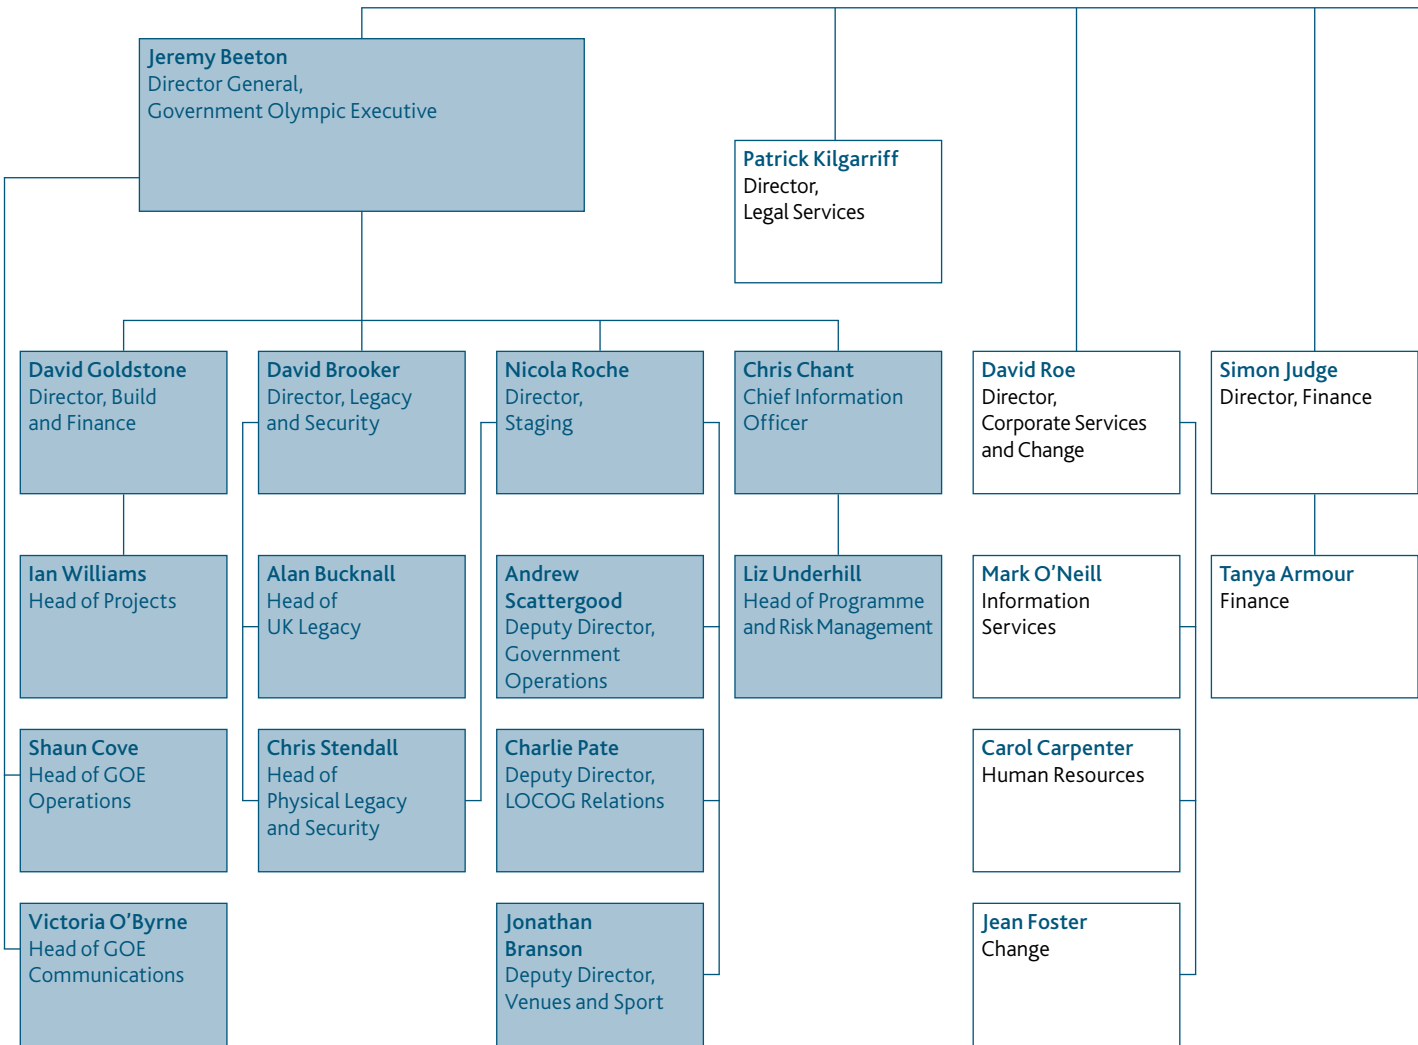 Jeremy Beeton
Director General,
Government Olympic Executive
Patrick Kilgarriff
Director,
Legal Services
David Goldstone
Director, Build
and Finance
David Brooker
Director, Legacy
and Security
Nicola Roche
Director,
Staging
Chris Chant
Chief Information
Officer
David Roe
Director,
Corporate Services
and Change
Simon Judge
Director, Finance
Ian Williams
Head of Projects
Alan Bucknall
Head of
UK Legacy
Andrew
Scattergood
Deputy Director,
Government
Operations
Liz Underhill
Head of Programme
and Risk Management
Mark O’Neill
Information
Services
Tanya Armour
Finance
Shaun Cove
Head of GOE
Operations
Chris Stendall
Head of
Physical Legacy
and Security
Charlie Pate
Deputy Director,
LOCOG Relations
Carol Carpenter
Human Resources
Victoria O’Byrne
Head of GOE
Communications
Jonathan
Branson
Deputy Director,
Venues and Sport
Jean Foster
Change